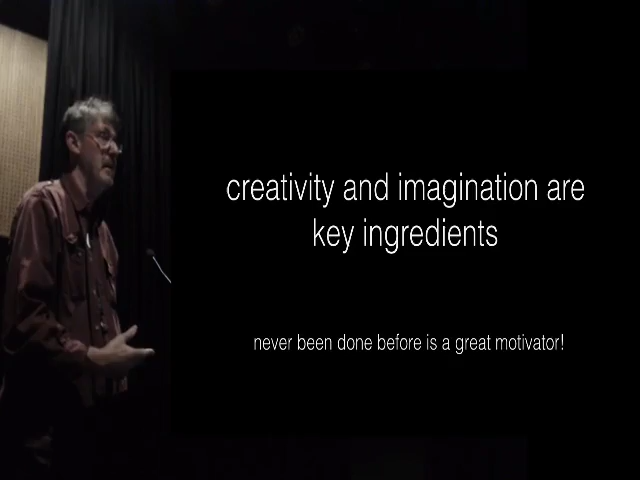 creativity and imagination are
key ingredients
never been done before is a great motivator!